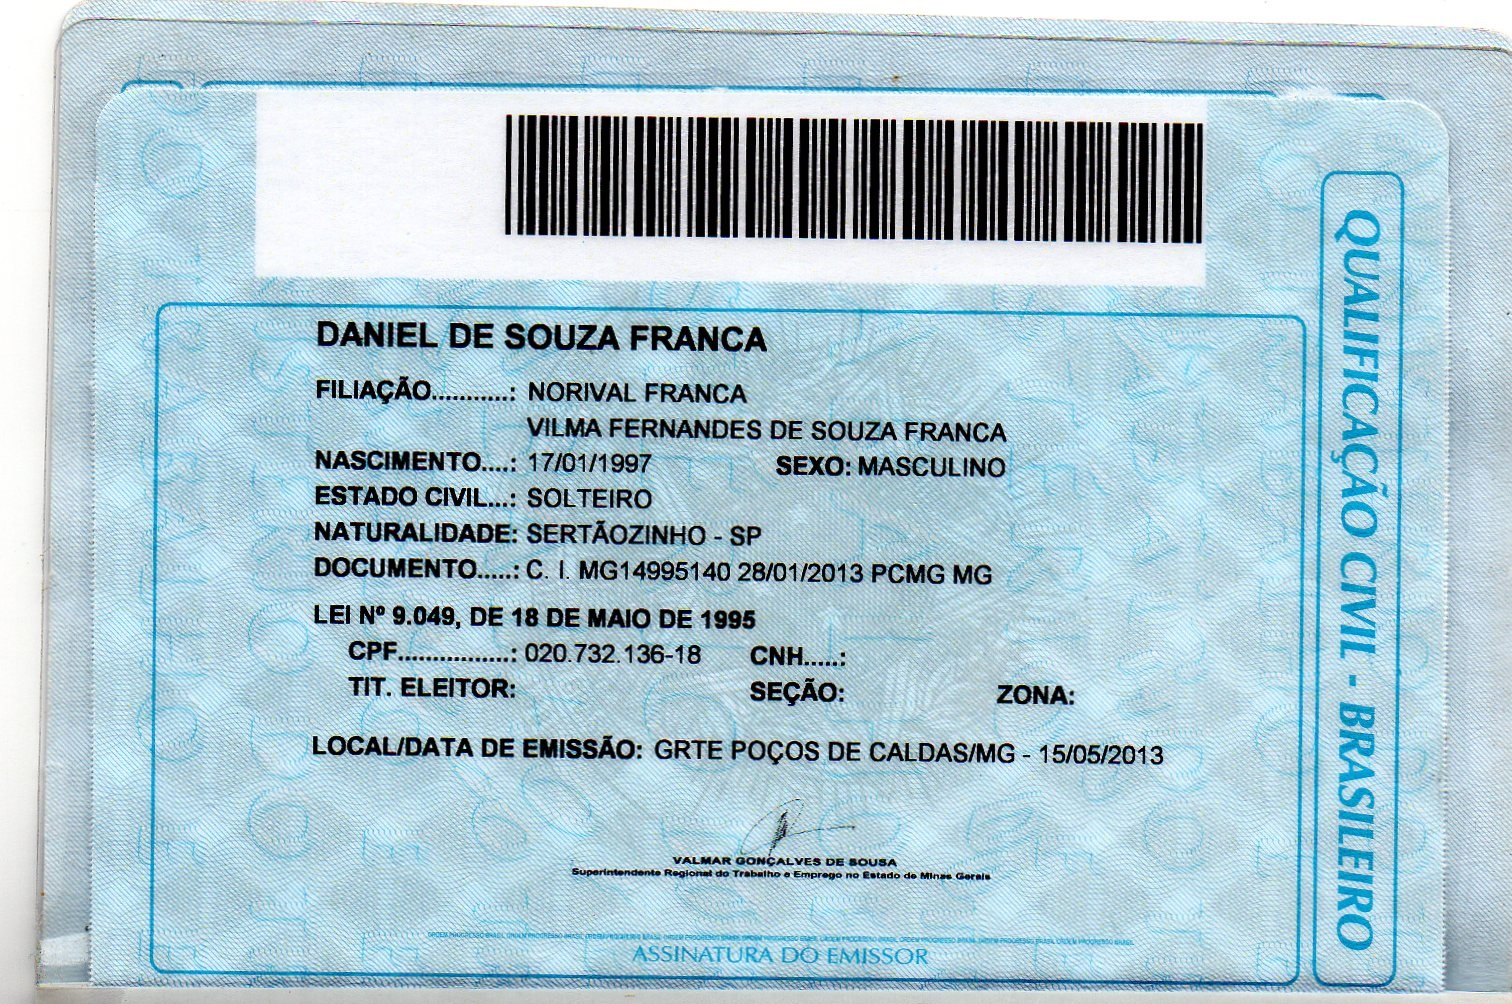 DANIEL DE SOUZA FRANCA
FILIAÇÃO...........: NORIVAL FRANCA
VILMA FERNANDES DE SOUZA FRANCA
NASCIMENTO....: 17/01/1997 SEXO: MASCULINO
ESTADO CIVIL...: SOLTEIRO
NATURALIDADE: SERTÃOZINHO - SP
DOCUMENTO.....: C. I. MG14995140 28/01/2013 PCMG MG
LEI Nº 9.049, DE 18 DE MAIO DE 1995
CPF................: 020.732.136-18 CNH.....:
TIT. ELEITOR: SEÇÃO: ZONA:
LOCAL/DATA DE EMISSÃO: GRTE POÇOS DE CALDAS/MG - 15/05/2013
VALMAR GONÇALVES DE SOUSA
Superintendente Regional do Trabalho e Emprego no Estado de Minas Gerais
ASSINATURA DO EMISSOR
QUALIFICAÇÃO CIVIL - BRASILEIRO